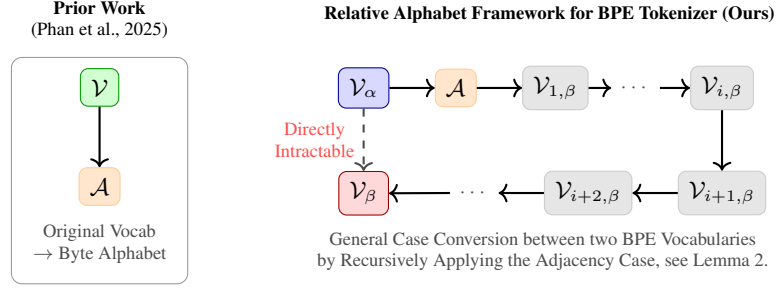 Prior Work
(Phan et al., 2025)
𝒱
𝒜
Original Vocab
→ Byte Alphabet
Relative Alphabet Framework for BPE Tokenizer (Ours)
𝒱α 𝒜 𝒱1,β ⋯ 𝒱i,β
Directly
Intractable
𝒱β ⋯ 𝒱i+2,β 𝒱i+1,β
General Case Conversion between two BPE Vocabularies
by Recursively Applying the Adjacency Case, see Lemma 2.